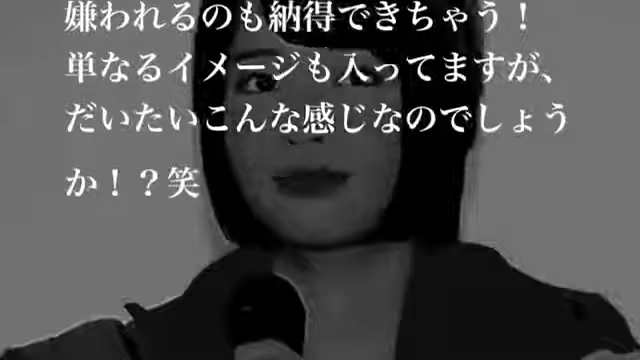 嫌われるのも納得できちゃう！
単なるイメージも入ってますが、
だいたいこんな感じなのでしょう
か！？笑